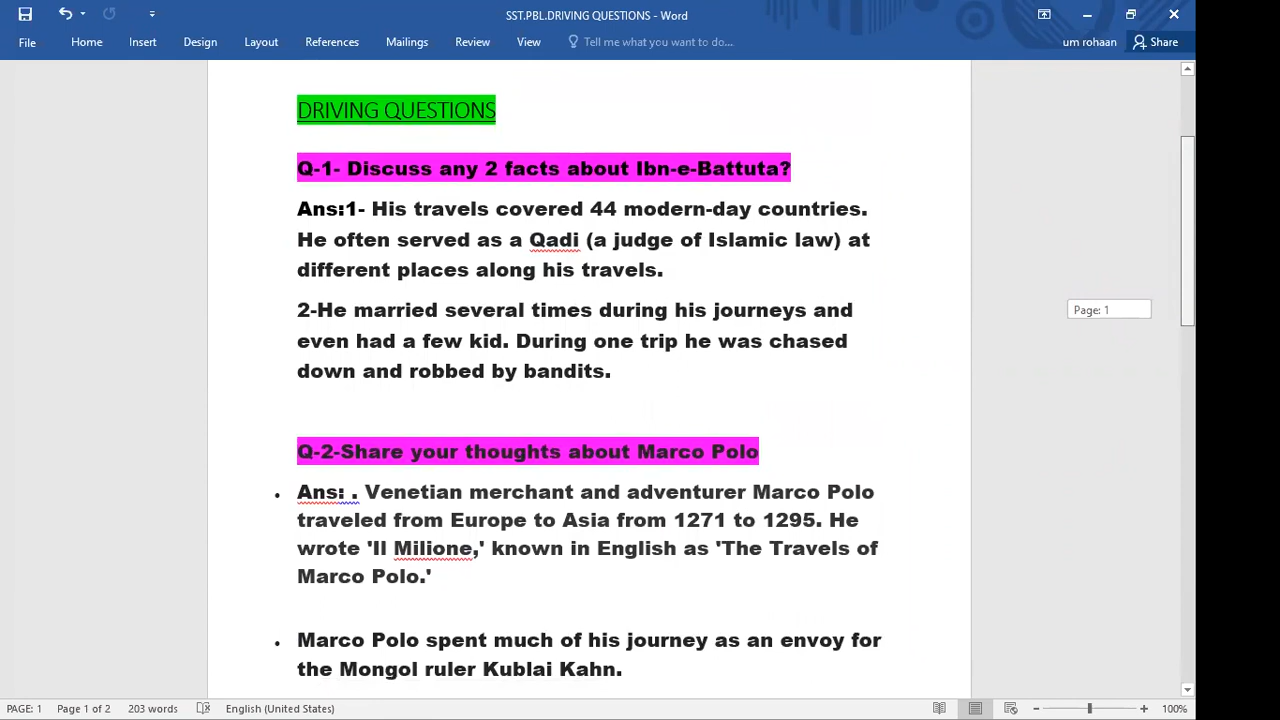 SST.PBL.DRIVING QUESTIONS - Word
File Home Insert Design Layout References Mailings Review View Tell me what you want to do... um rohaan Share
DRIVING QUESTIONS
Q-1- Discuss any 2 facts about Ibn-e-Battuta?
Ans:1- His travels covered 44 modern-day countries.
He often served as a Qadi (a judge of Islamic law) at
different places along his travels.
Page: 1
2-He married several times during his journeys and
even had a few kid. During one trip he was chased
down and robbed by bandits.
Q-2-Share your thoughts about Marco Polo
• Ans: . Venetian merchant and adventurer Marco Polo
traveled from Europe to Asia from 1271 to 1295. He
wrote 'Il Milione,' known in English as 'The Travels of
Marco Polo.'
• Marco Polo spent much of his journey as an envoy for
the Mongol ruler Kublai Kahn.
PAGE: 1 Page 1 of 2 203 words English (United States) 100%